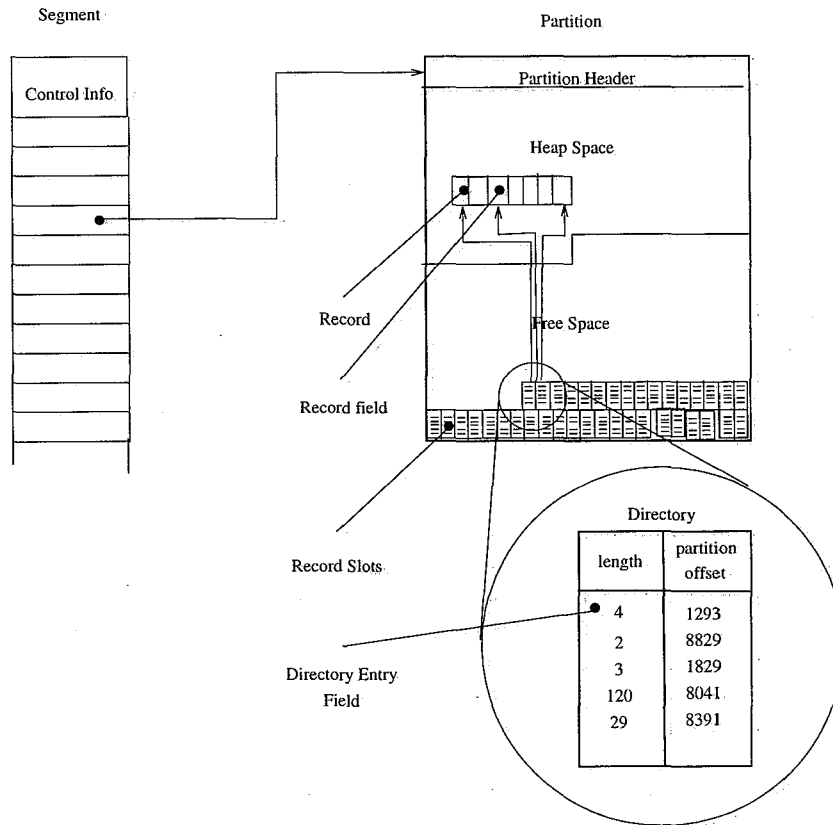 Segment
Partition
Control Info
Partition Header
Heap Space
Record
Free Space
Record field
Record Slots
Directory
length
partition
offset
4 1293
2 8829
3 1829
120 8041
29 8391
Directory Entry
Field